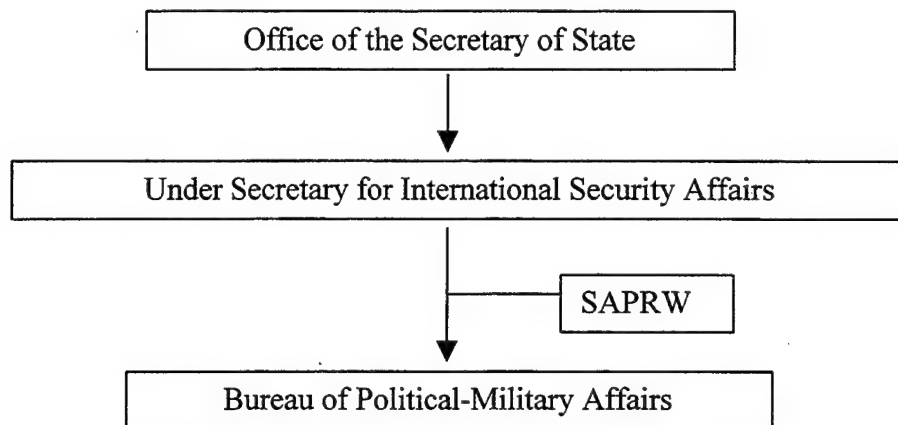 Office of the Secretary of State
Under Secretary for International Security Affairs
SAPRW
Bureau of Political-Military Affairs